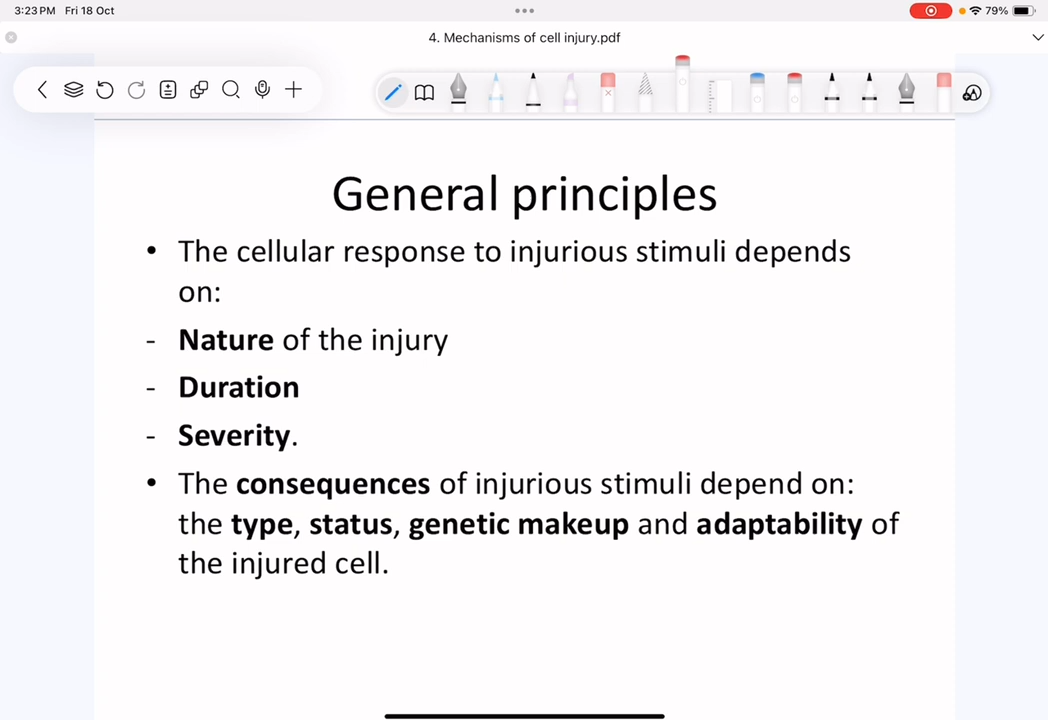 3:23 PM Fri 18 Oct
79%
4. Mechanisms of cell injury.pdf
General principles
• The cellular response to injurious stimuli depends
on:
- Nature of the injury
- Duration
- Severity.
• The consequences of injurious stimuli depend on:
the type, status, genetic makeup and adaptability of
the injured cell.